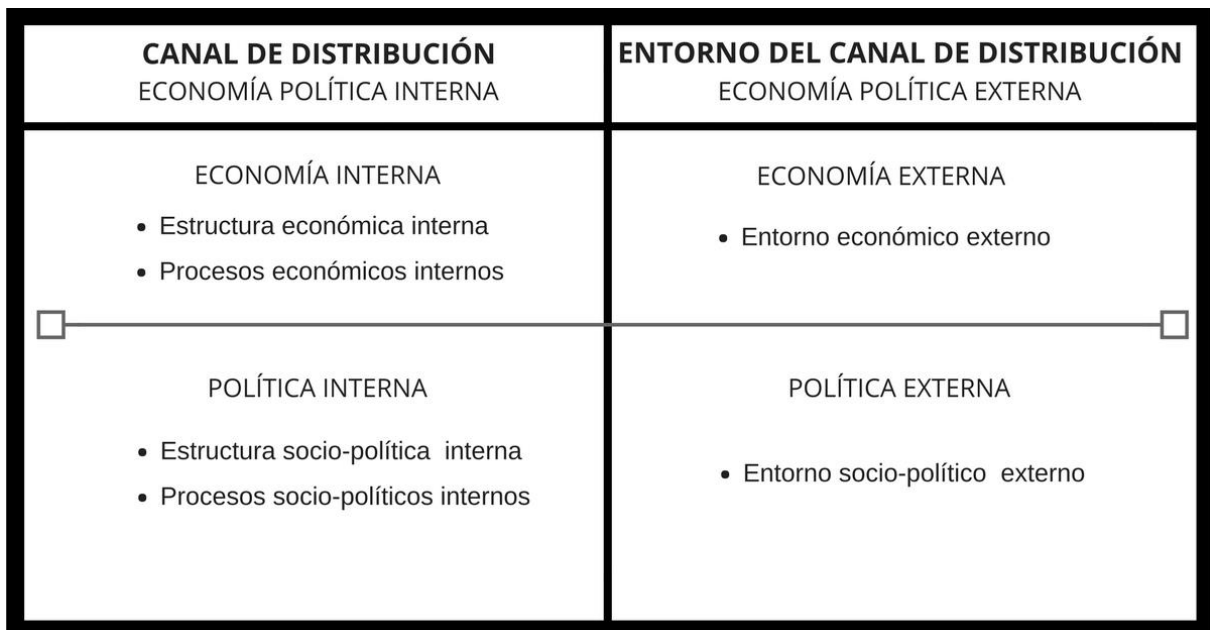 CANAL DE DISTRIBUCIÓN
ECONOMÍA POLÍTICA INTERNA
ENTORNO DEL CANAL DE DISTRIBUCIÓN
ECONOMÍA POLÍTICA EXTERNA
ECONOMÍA INTERNA
• Estructura económica interna
• Procesos económicos internos
ECONOMÍA EXTERNA
• Entorno económico externo
POLÍTICA INTERNA
• Estructura socio-política interna
• Procesos socio-políticos internos
POLÍTICA EXTERNA
• Entorno socio-político externo